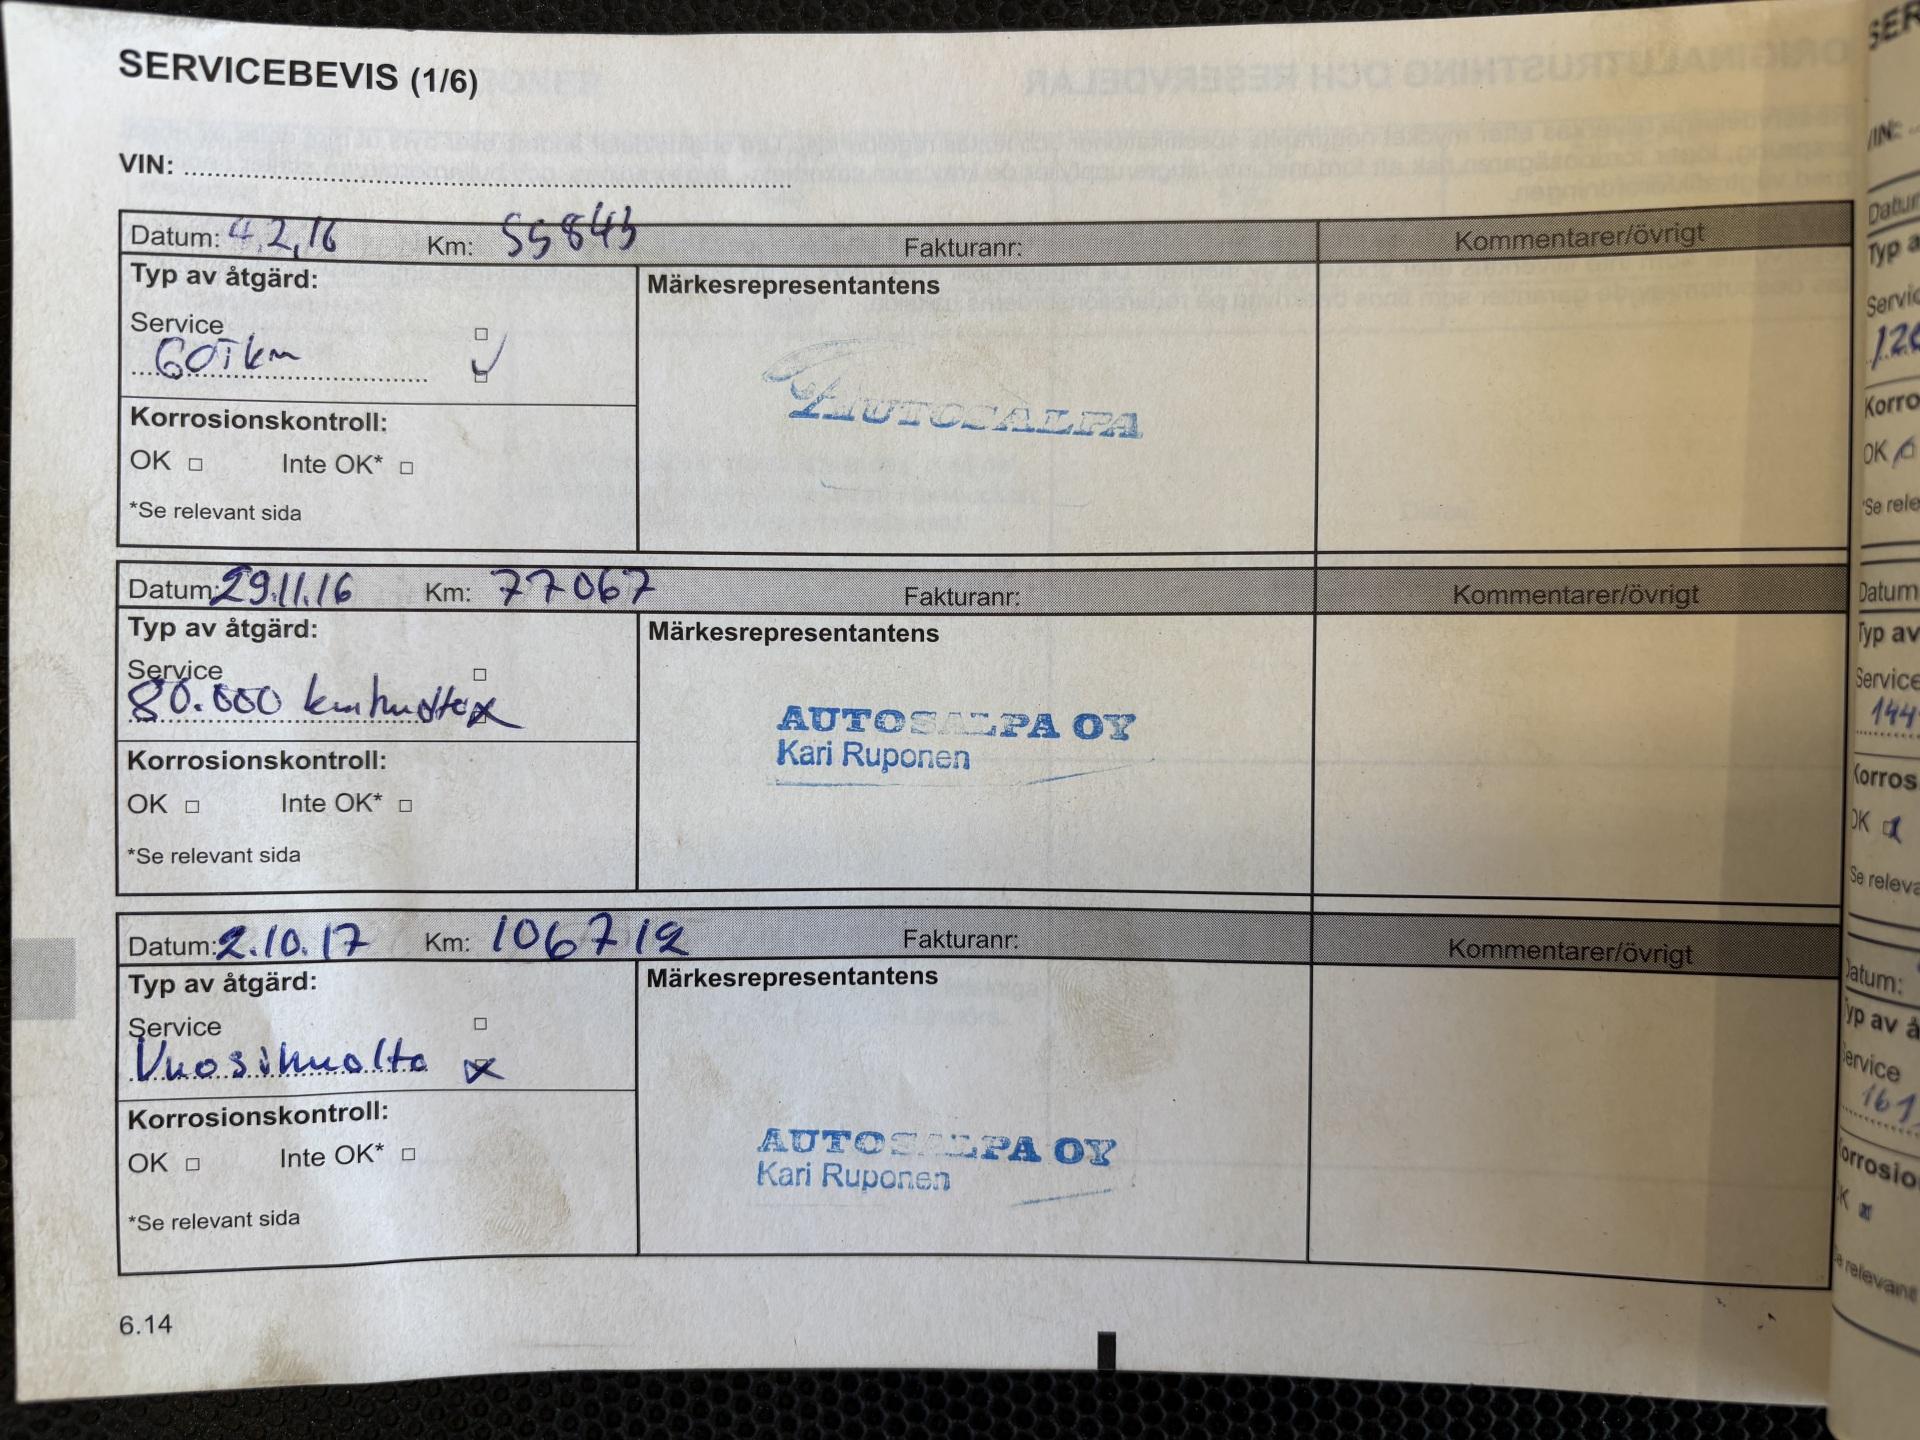 SERVICEBEVIS (1/6)
VIN:
Datum: 4,2,16 Km: 55843 Fakturanr: Kommentarer/övrigt
Typ av åtgärd: Märkesrepresentantens
Service
60Tkm
AUTOSALPA
Korrosionskontroll:
OK Inte OK*
*Se relevant sida
Datum: 29.11.16 Km: 77067 Fakturanr: Kommentarer/övrigt
Typ av åtgärd: Märkesrepresentantens
Service
80.000 km huolto x
AUTOSALPA OY
Kari Ruponen
Korrosionskontroll:
OK Inte OK*
*Se relevant sida
Datum: 2.10.17 Km: 106712 Fakturanr: Kommentarer/övrigt
Typ av åtgärd: Märkesrepresentantens
Service
Vuosihuolto x
AUTOSALPA OY
Kari Ruponen
Korrosionskontroll:
OK Inte OK*
*Se relevant sida
6.14